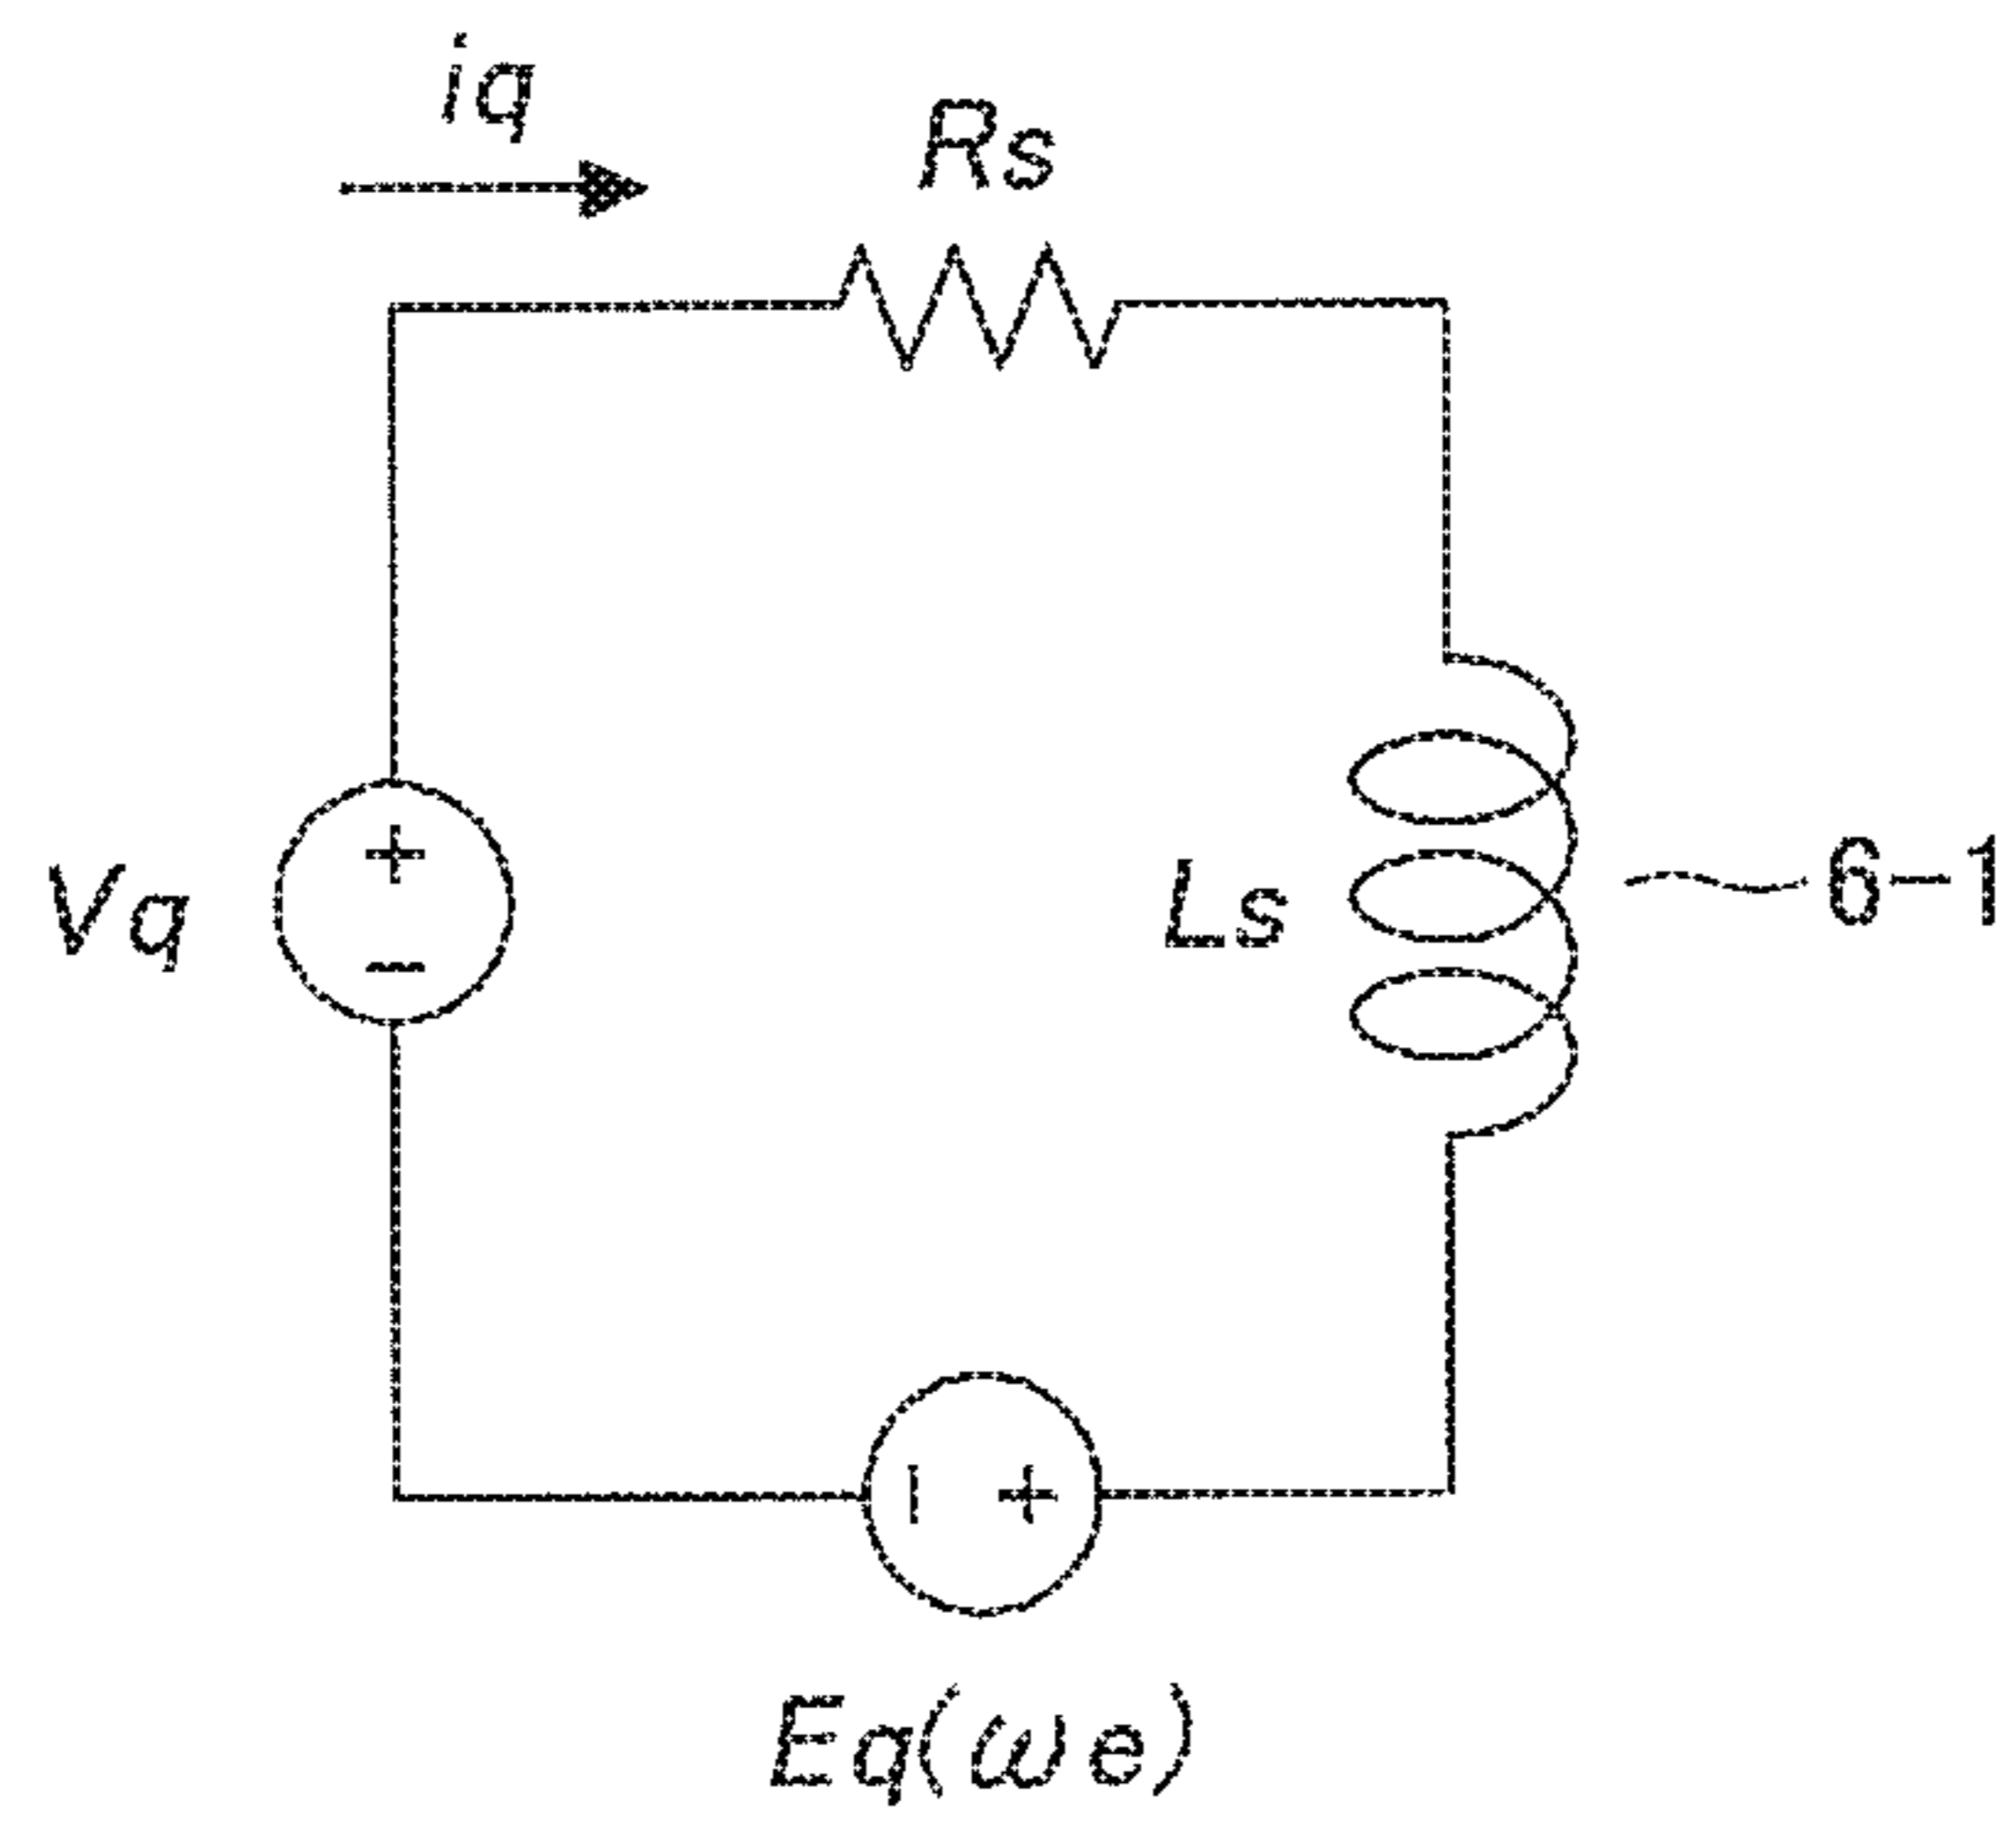 iq
Rs
+
Vq
−
Ls
6-1
− +
Eq(ωe)